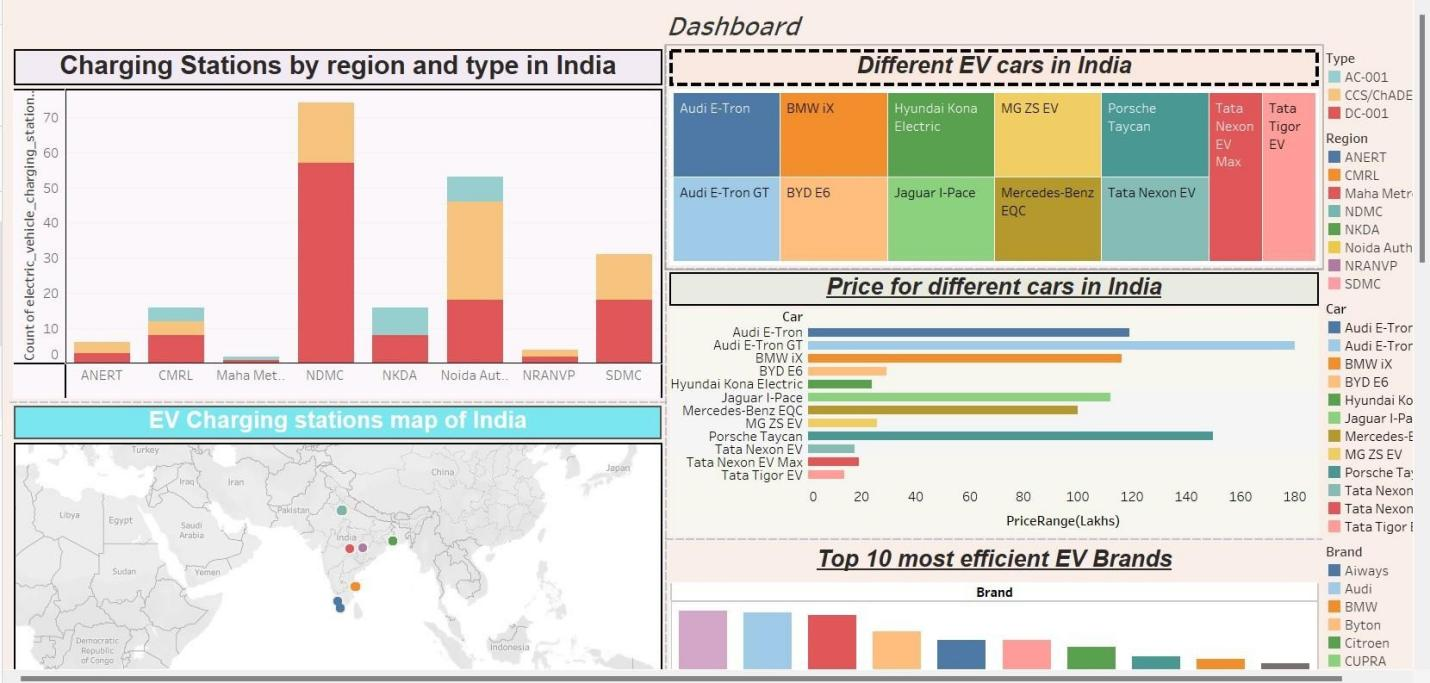 Dashboard
Charging Stations by region and type in India
Count of electric_vehicle_charging_station..
70
60
50
40
30
20
10
0
ANERT
CMRL
Maha Met..
NDMC
NKDA
Noida Aut..
NRANVP
SDMC
EV Charging stations map of India
Turkey
Iraq
Iran
China
Japan
Pakistan
Libya
Egypt
Saudi
Arabia
India
Sudan
Yemen
Democratic
Republic
of Congo
Indonesia
Different EV cars in India
Audi E-Tron
BMW iX
Hyundai Kona
Electric
MG ZS EV
Porsche
Taycan
Tata
Nexon
EV
Max
Tata
Tigor
EV
Audi E-Tron GT
BYD E6
Jaguar I-Pace
Mercedes-Benz
EQC
Tata Nexon EV
Price for different cars in India
Car
Audi E-Tron
Audi E-Tron GT
BMW iX
BYD E6
Hyundai Kona Electric
Jaguar I-Pace
Mercedes-Benz EQC
MG ZS EV
Porsche Taycan
Tata Nexon EV
Tata Nexon EV Max
Tata Tigor EV
0 20 40 60 80 100 120 140 160 180
PriceRange(Lakhs)
Top 10 most efficient EV Brands
Brand
Type
AC-001
CCS/ChADE
DC-001
Region
ANERT
CMRL
Maha Metr
NDMC
NKDA
Noida Auth
NRANVP
SDMC
Car
Audi E-Tror
Audi E-Tror
BMW iX
BYD E6
Hyundai Ko
Jaguar I-Pa
Mercedes-E
MG ZS EV
Porsche Tay
Tata Nexon
Tata Nexon
Tata Tigor E
Brand
Aiways
Audi
BMW
Byton
Citroen
CUPRA